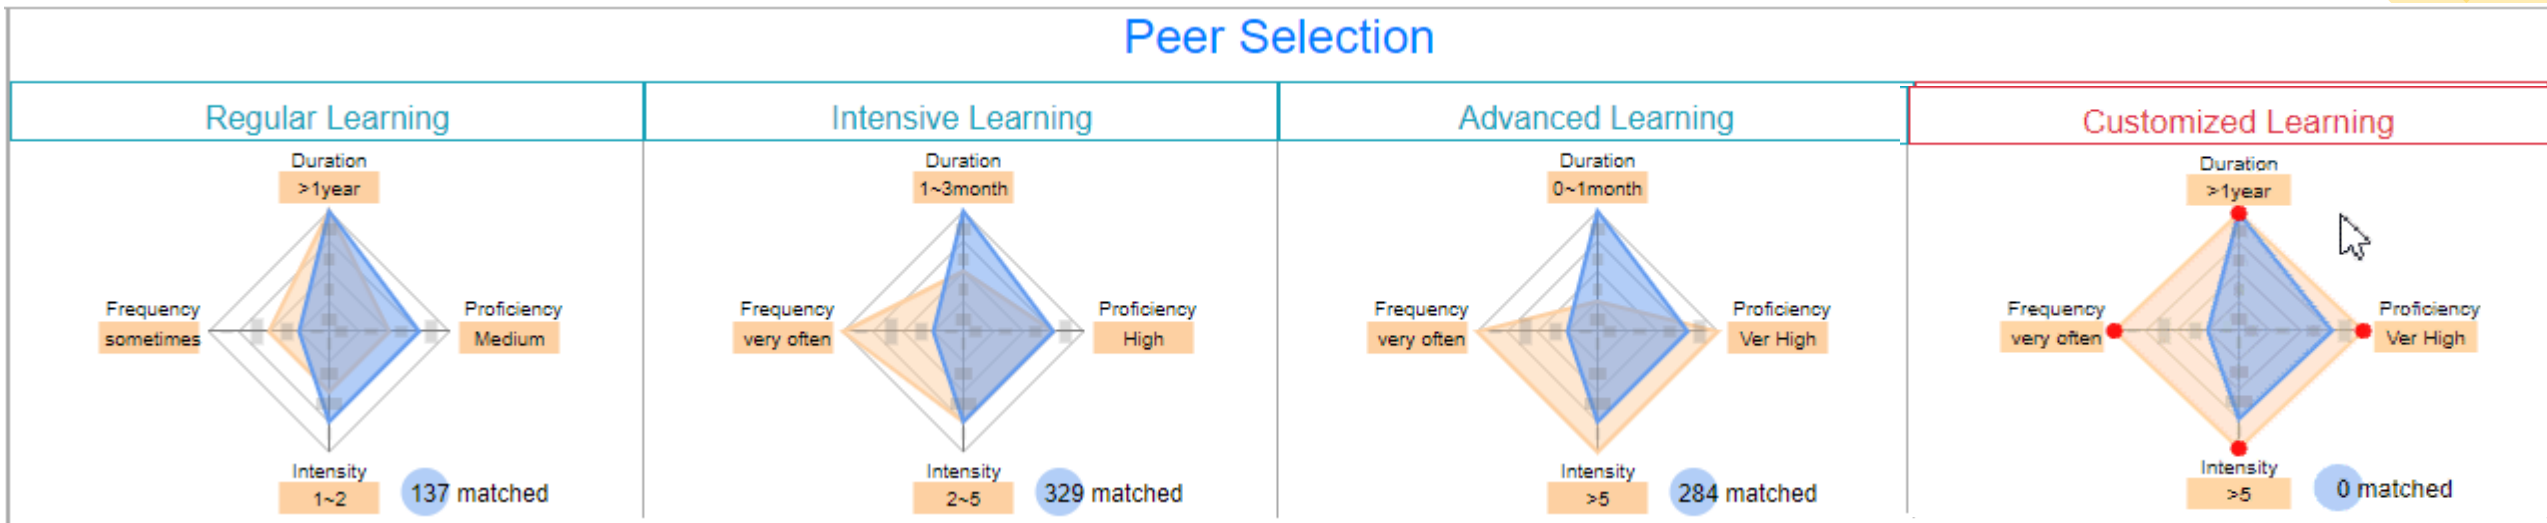 Peer Selection
Regular Learning
Intensive Learning
Advanced Learning
Customized Learning
Duration
>1year
Frequency
sometimes
Proficiency
Medium
Intensity
1~2
137 matched
Duration
1~3month
Frequency
very often
Proficiency
High
Intensity
2~5
329 matched
Duration
0~1month
Frequency
very often
Proficiency
Ver High
Intensity
>5
284 matched
Duration
>1year
Frequency
very often
Proficiency
Ver High
Intensity
>5
0 matched